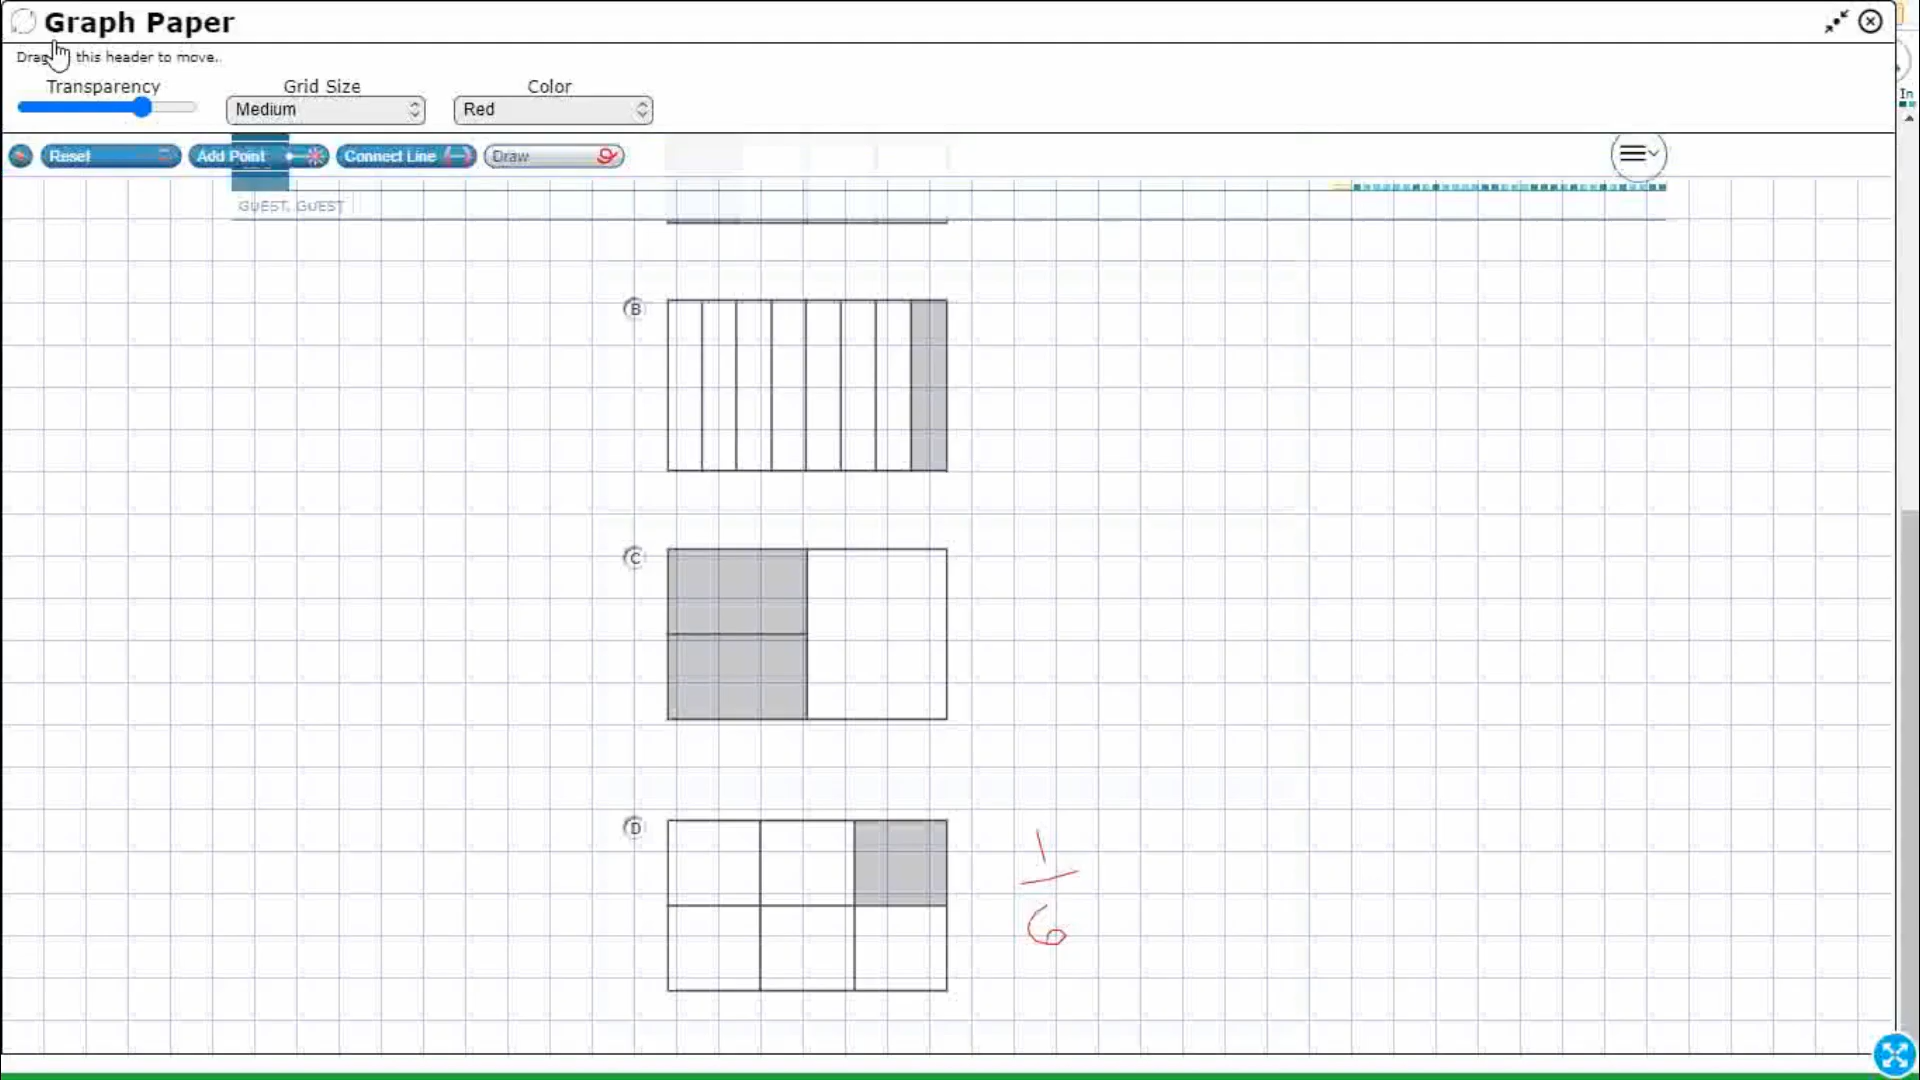 Graph Paper
Drag this header to move..
Transparency
Grid Size
Color
Medium
Red
In
Reset
Add Point
Connect Line
Draw
GUEST, GUEST
B
C
D
1
6